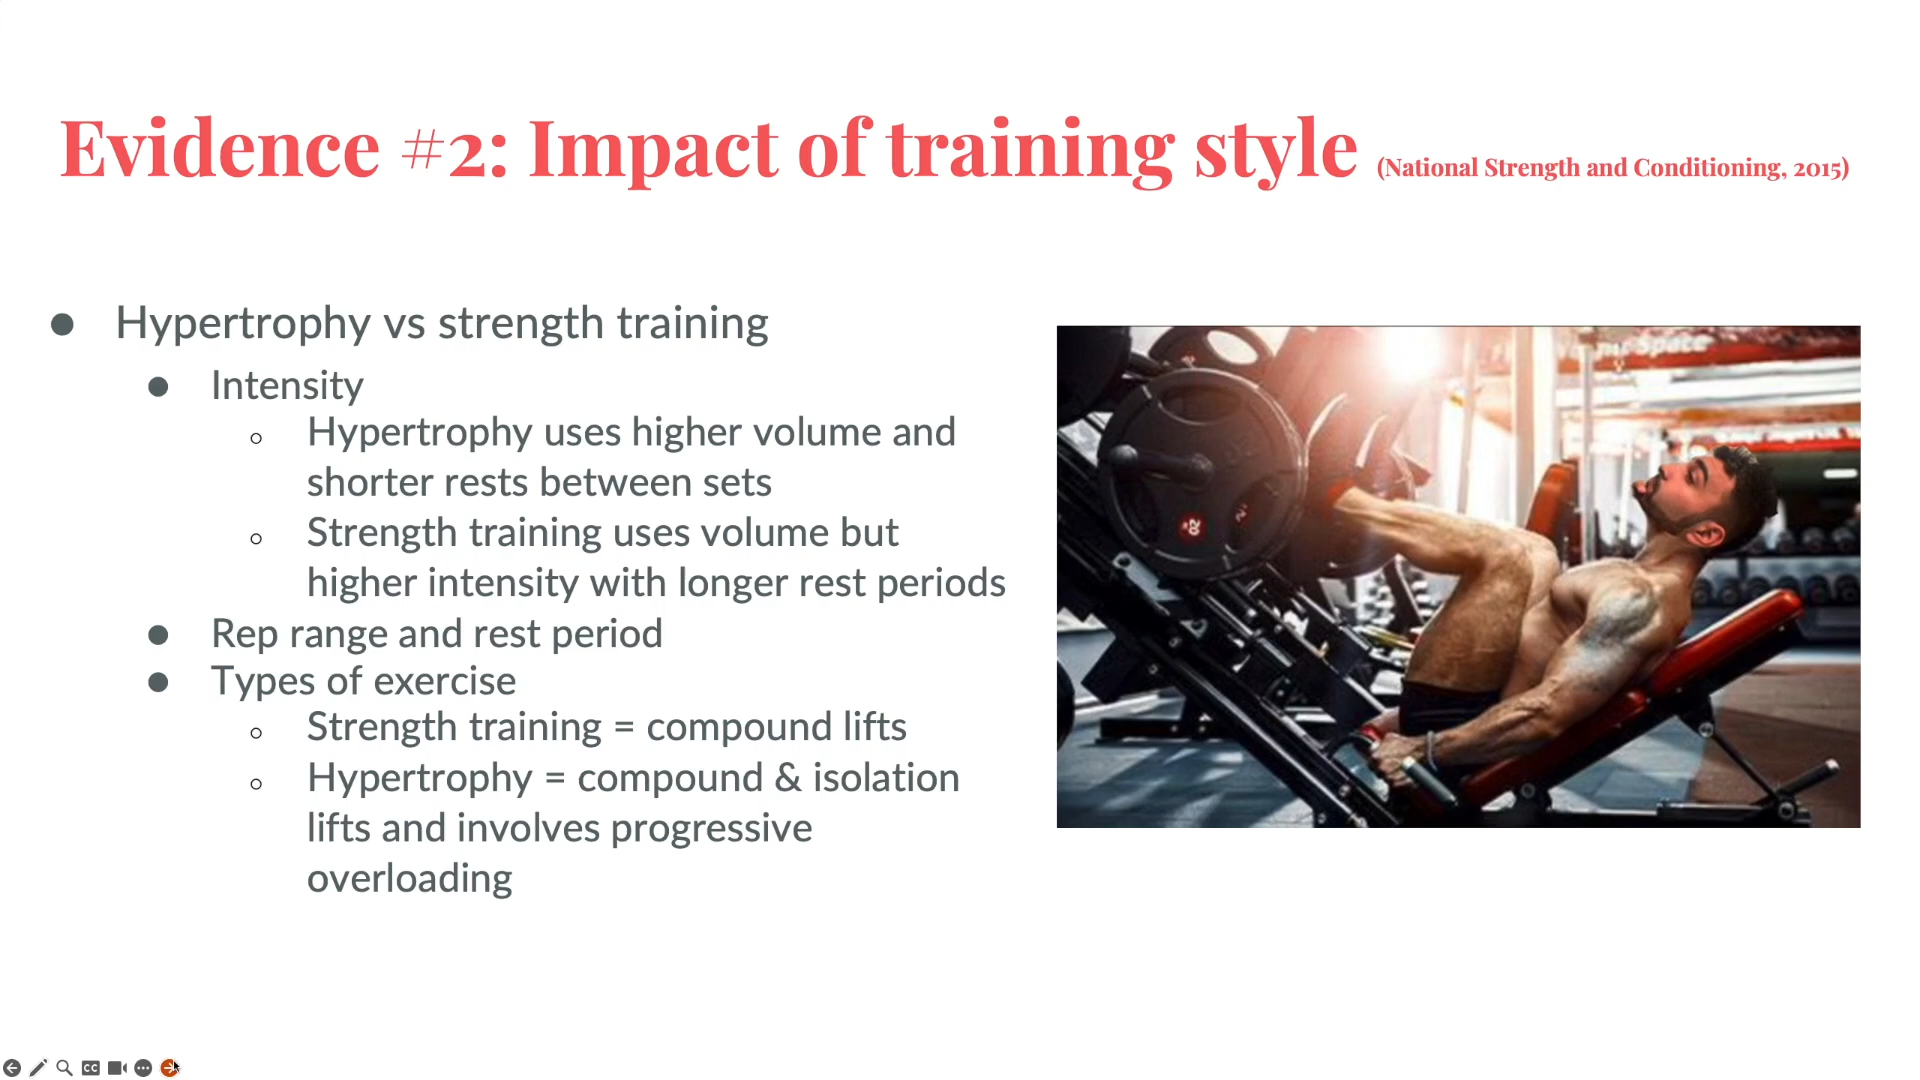 Evidence #2: Impact of training style (National Strength and Conditioning, 2015)
Hypertrophy vs strength training
Intensity
Hypertrophy uses higher volume and
shorter rests between sets
Strength training uses volume but
higher intensity with longer rest periods
Rep range and rest period
Types of exercise
Strength training = compound lifts
Hypertrophy = compound & isolation
lifts and involves progressive
overloading
Space
CC